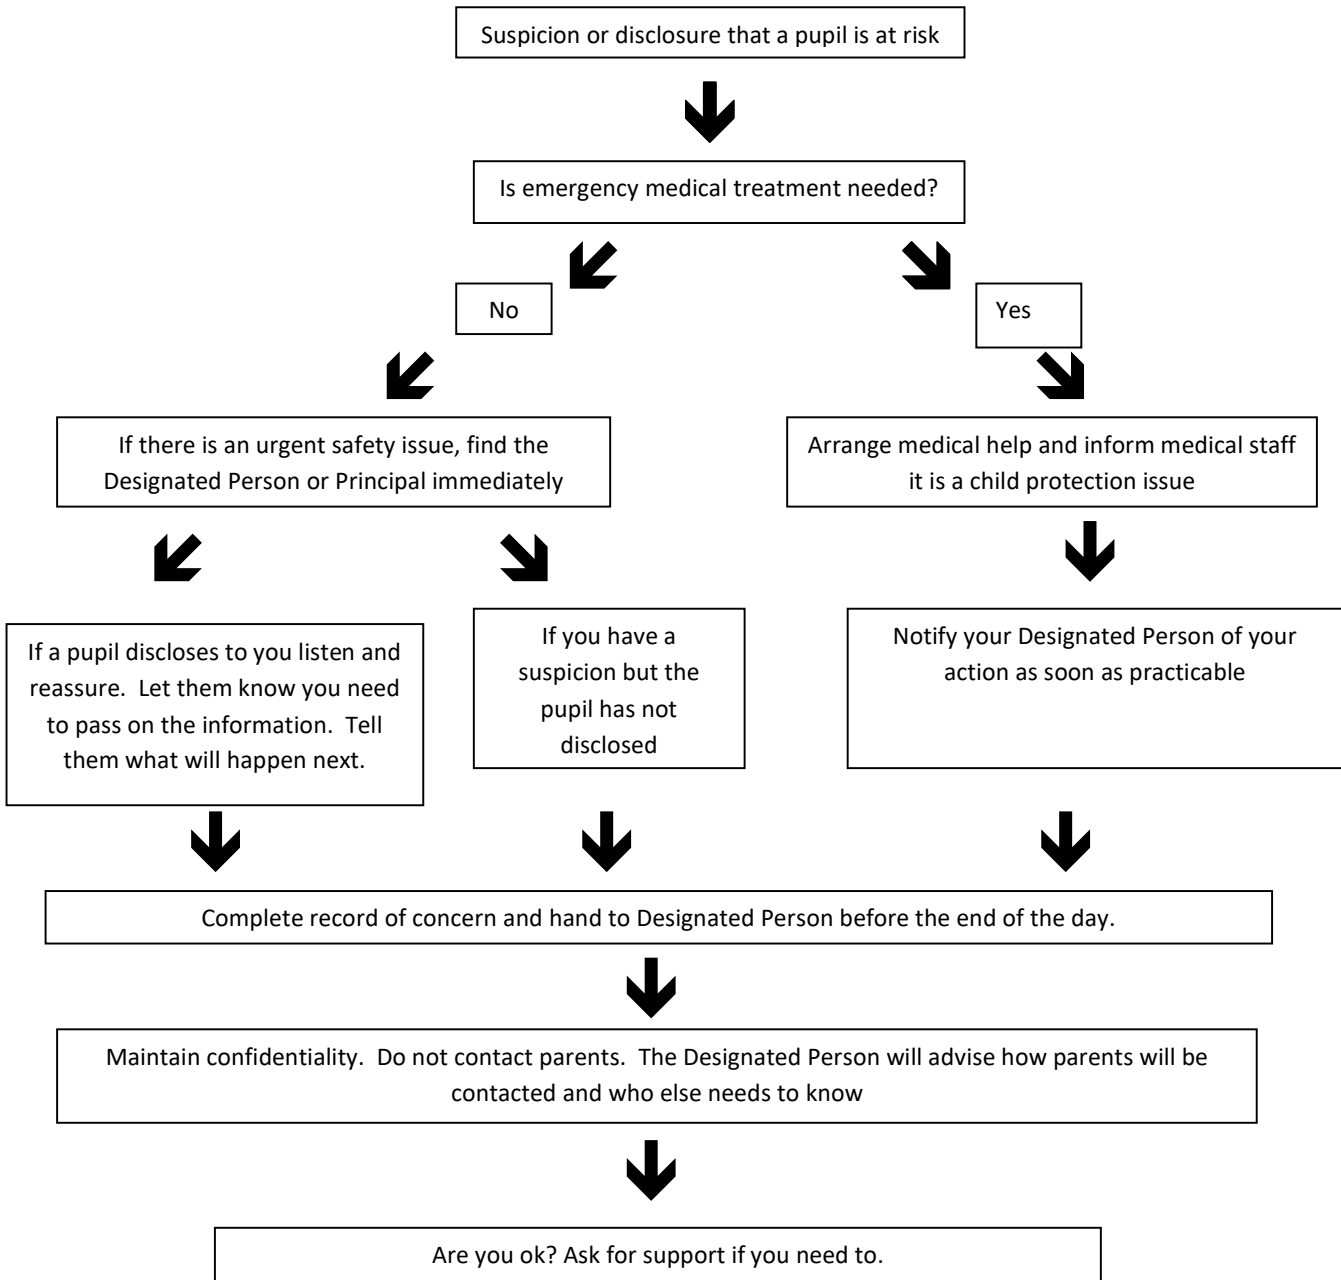 Suspicion or disclosure that a pupil is at risk
Is emergency medical treatment needed?
No
Yes
If there is an urgent safety issue, find the
Designated Person or Principal immediately
Arrange medical help and inform medical staff
it is a child protection issue
If a pupil discloses to you listen and
reassure.  Let them know you need
to pass on the information.  Tell
them what will happen next.
If you have a
suspicion but the
pupil has not
disclosed
Notify your Designated Person of your
action as soon as practicable
Complete record of concern and hand to Designated Person before the end of the day.
Maintain confidentiality.  Do not contact parents.  The Designated Person will advise how parents will be
contacted and who else needs to know
Are you ok? Ask for support if you need to.